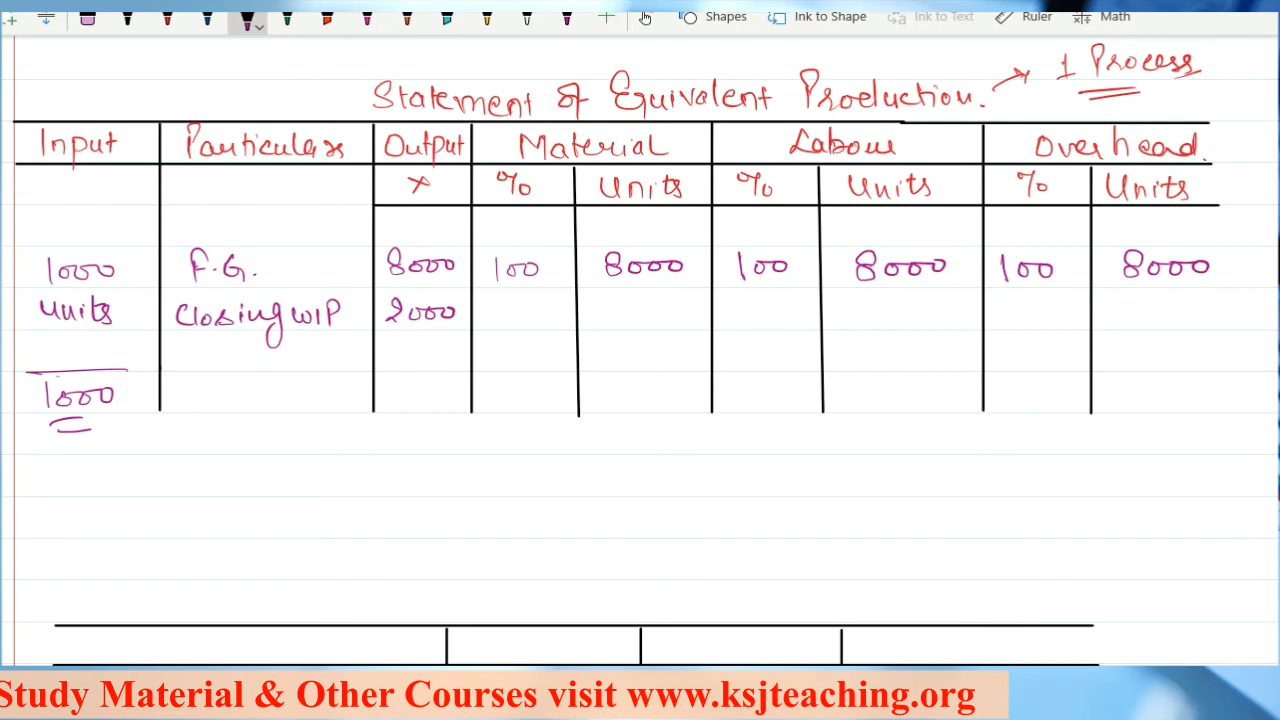 Shapes Ink to Shape Ink to Text Ruler Math
Statement of Equivalent Production. → 1 Process
Input Particulars Output Material Labour Overhead.
x % Units % Units % Units
1000 F.G. 8000 100 8000 100 8000 100 8000
Units Closing WIP 2000
1000
Study Material & Other Courses visit www.ksjteaching.org